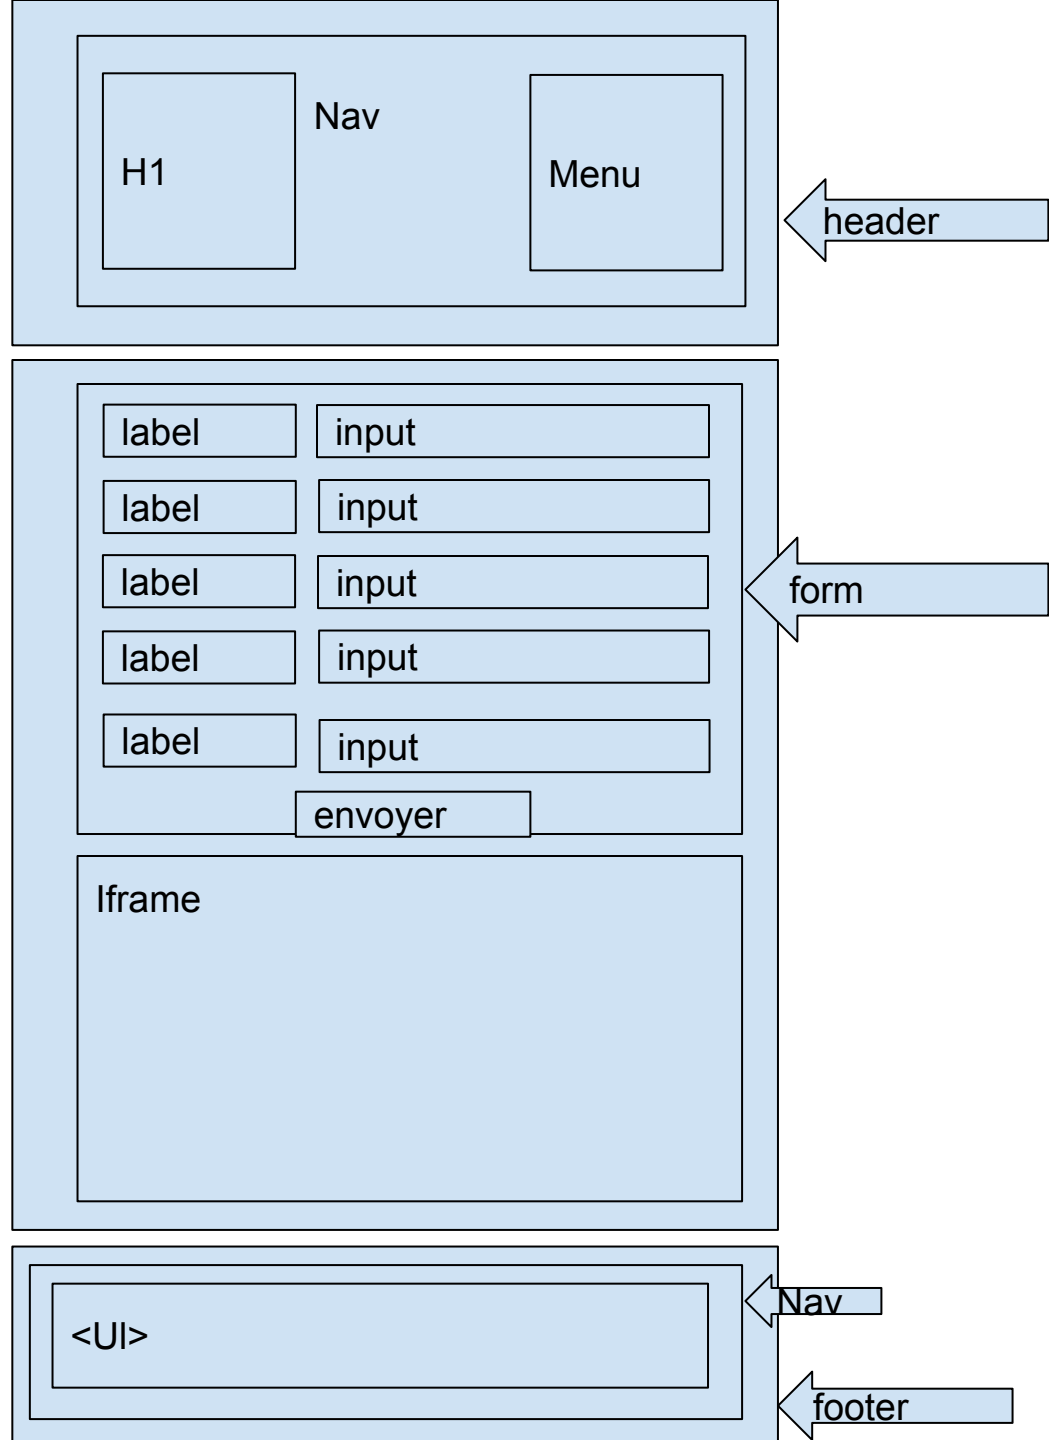 Nav
H1
Menu
header
label
input
label
input
label
input
form
label
input
label
input
envoyer
Iframe
Nav
<Ul>
footer